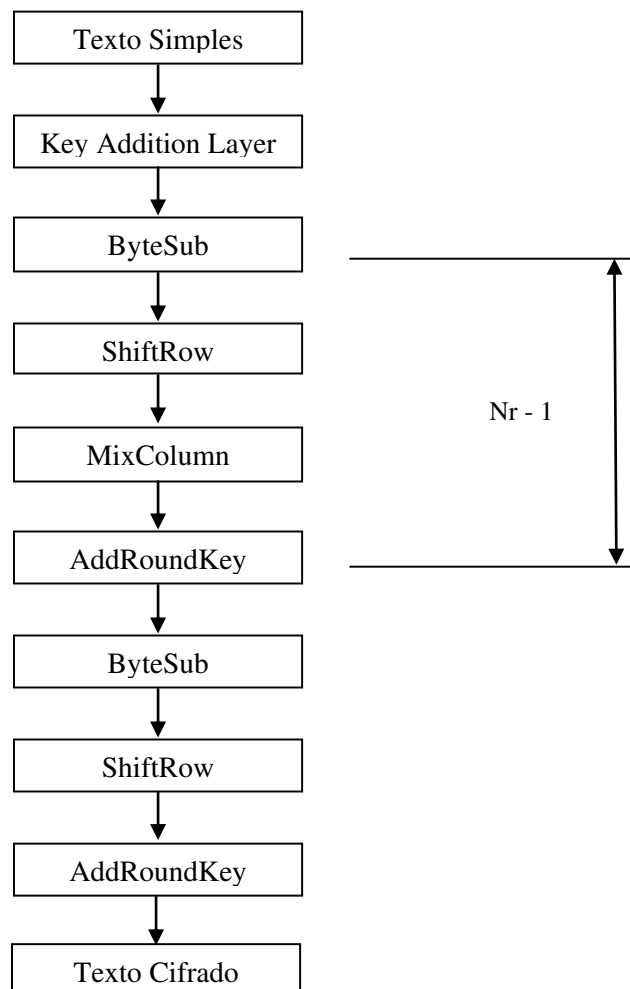 Texto Simples
Key Addition Layer
ByteSub
ShiftRow
MixColumn
Nr - 1
AddRoundKey
ByteSub
ShiftRow
AddRoundKey
Texto Cifrado